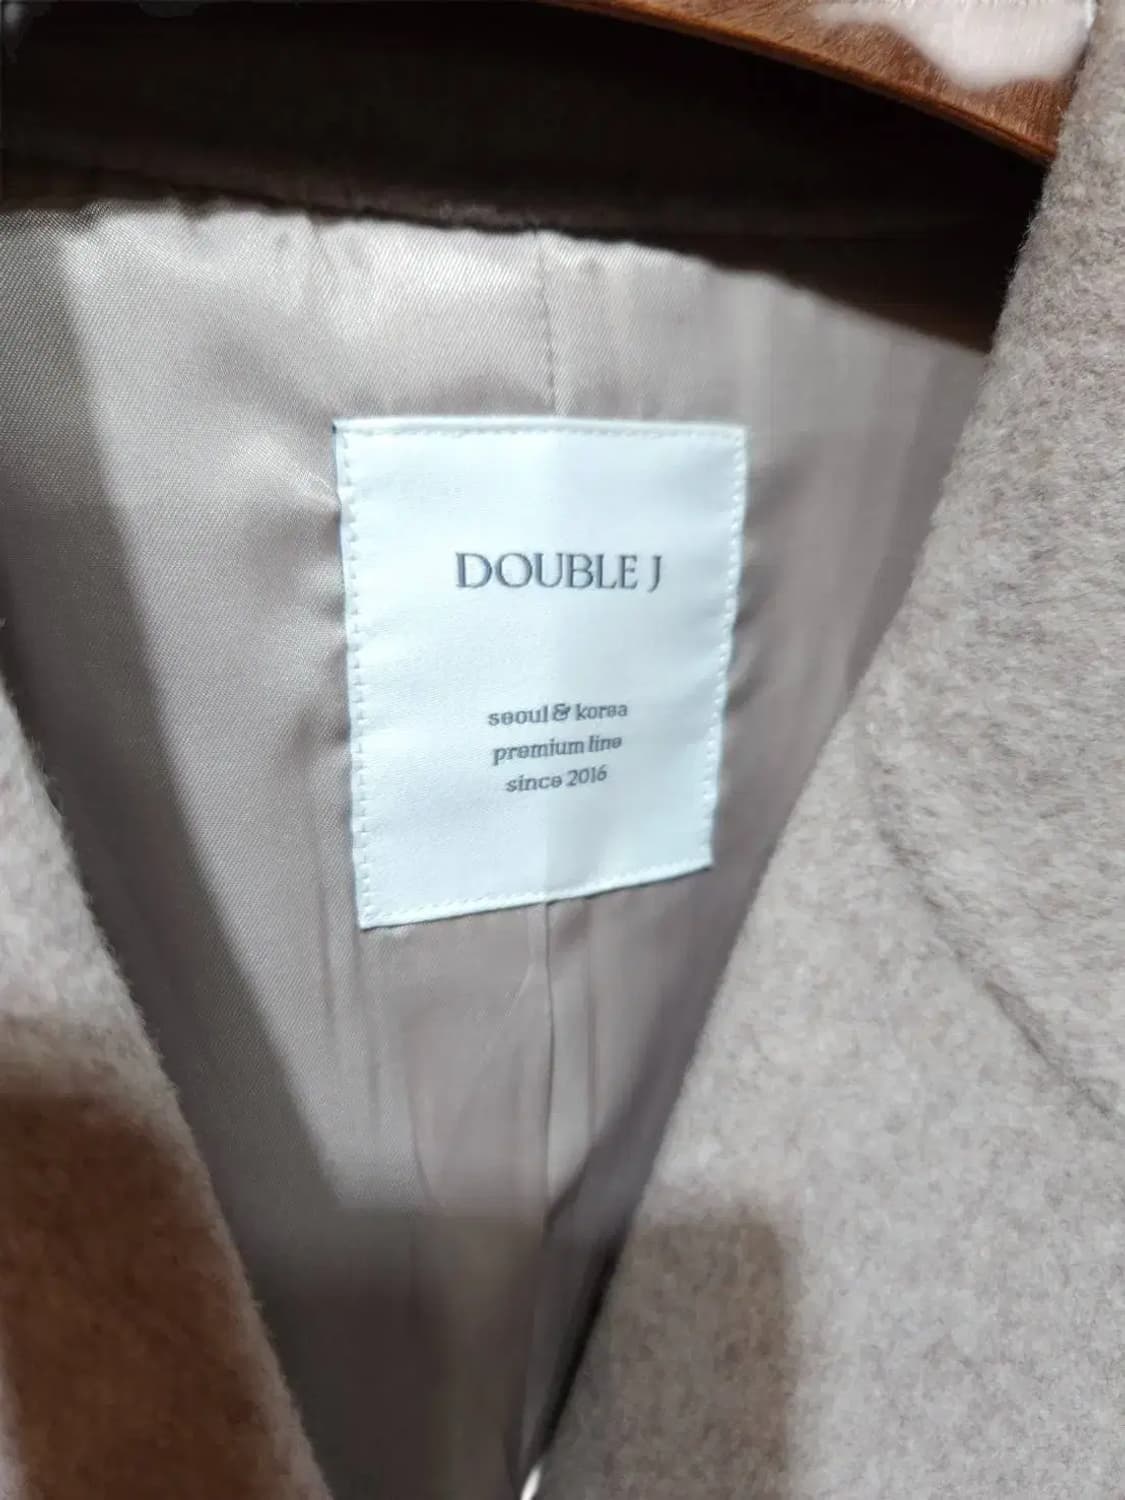 DOUBLE J
seoul & korea
premium line
since 2016